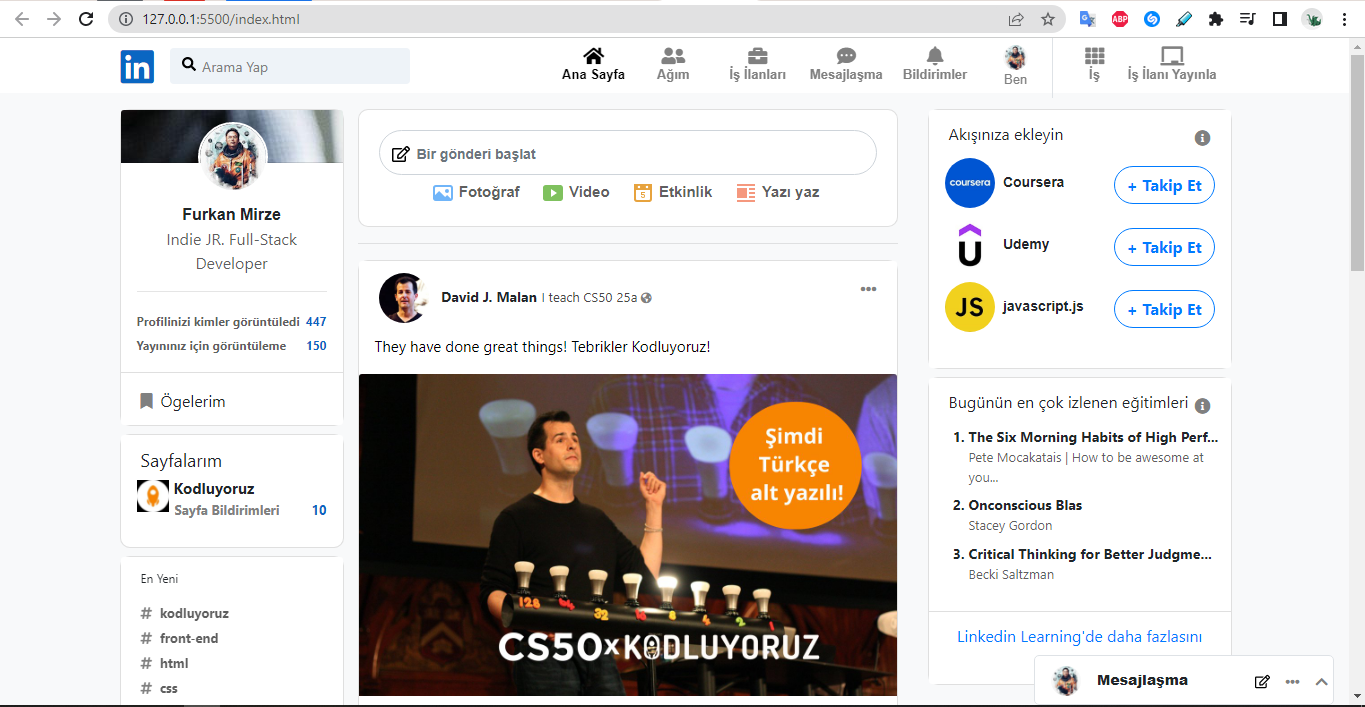 127.0.0.1:5500/index.html
ABP
in
Arama Yap
Ana Sayfa
Ağım
İş İlanları
Mesajlaşma
Bildirimler
Ben
İş
İş İlanı Yayınla
Furkan Mirze
Indie JR. Full-Stack
Developer
Profilinizi kimler görüntüledi 447
Yayınınız için görüntüleme 150
Ögelerim
Sayfalarım
Kodluyoruz
Sayfa Bildirimleri 10
En Yeni
# kodluyoruz
# front-end
# html
# css
Bir gönderi başlat
Fotoğraf
Video
5
Etkinlik
Yazı yaz
David J. Malan I teach CS50 25a
They have done great things! Tebrikler Kodluyoruz!
Şimdi
Türkçe
alt yazılı!
128 64 32 16 8 4 2 1
CS50xKODLUYORUZ
Akışınıza ekleyin
coursera
Coursera
+ Takip Et
Udemy
+ Takip Et
JS
javascript.js
+ Takip Et
Bugünün en çok izlenen eğitimleri
1. The Six Morning Habits of High Perf...
Pete Mocakatais | How to be awesome at
you...
2. Onconscious Blas
Stacey Gordon
3. Critical Thinking for Better Judgme...
Becki Saltzman
Linkedin Learning'de daha fazlasını
Mesajlaşma